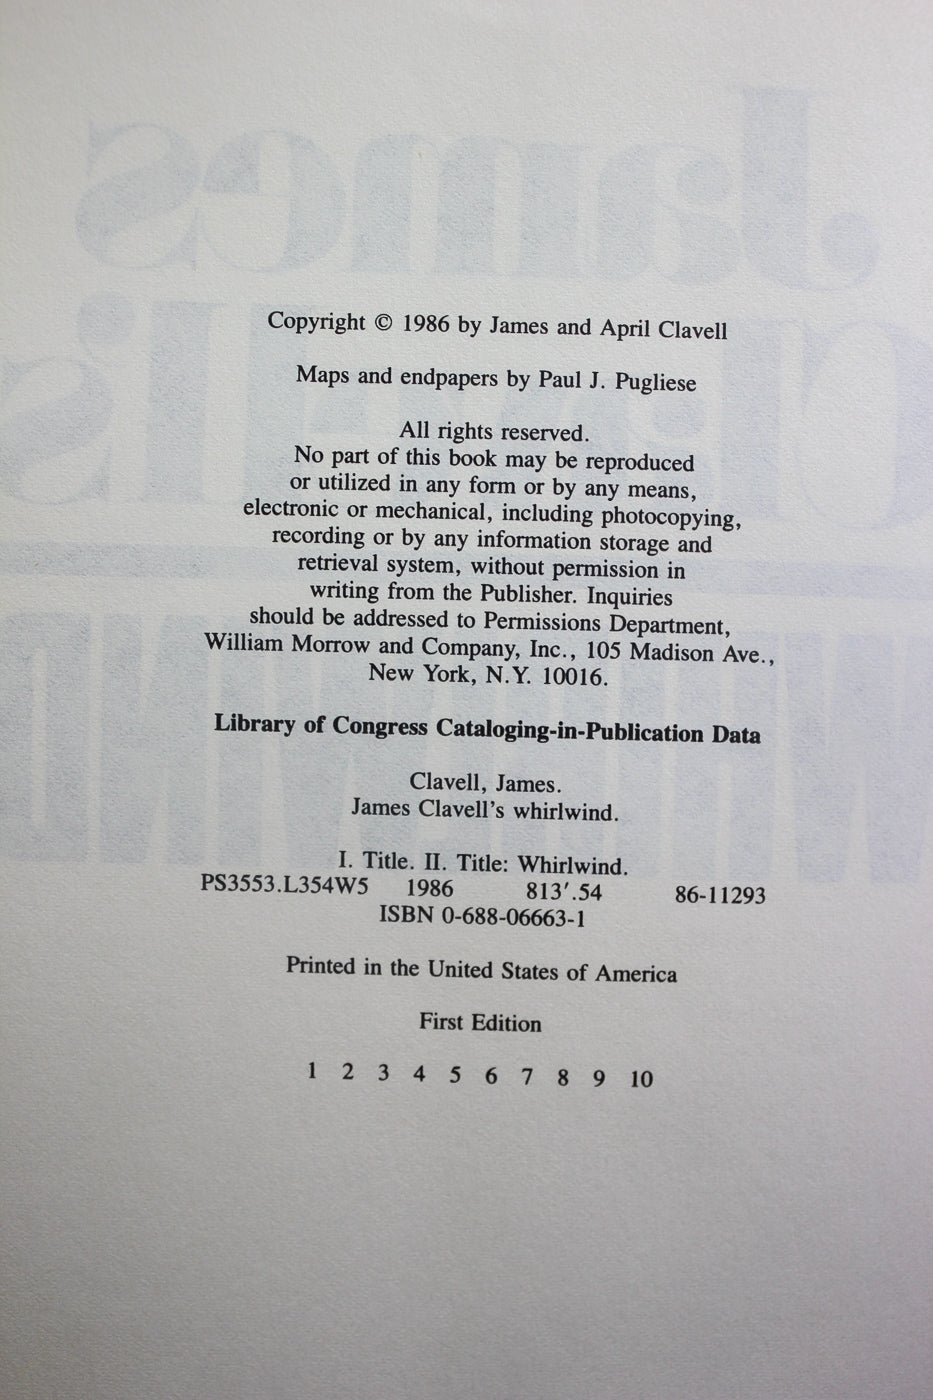 Copyright © 1986 by James and April Clavell
Maps and endpapers by Paul J. Pugliese
All rights reserved.
No part of this book may be reproduced
or utilized in any form or by any means,
electronic or mechanical, including photocopying,
recording or by any information storage and
retrieval system, without permission in
writing from the Publisher. Inquiries
should be addressed to Permissions Department,
William Morrow and Company, Inc., 105 Madison Ave.,
New York, N.Y. 10016.
Library of Congress Cataloging-in-Publication Data
Clavell, James.
James Clavell's whirlwind.
I. Title. II. Title: Whirlwind.
PS3553.L354W5 1986 813′.54 86-11293
ISBN 0-688-06663-1
Printed in the United States of America
First Edition
1 2 3 4 5 6 7 8 9 10